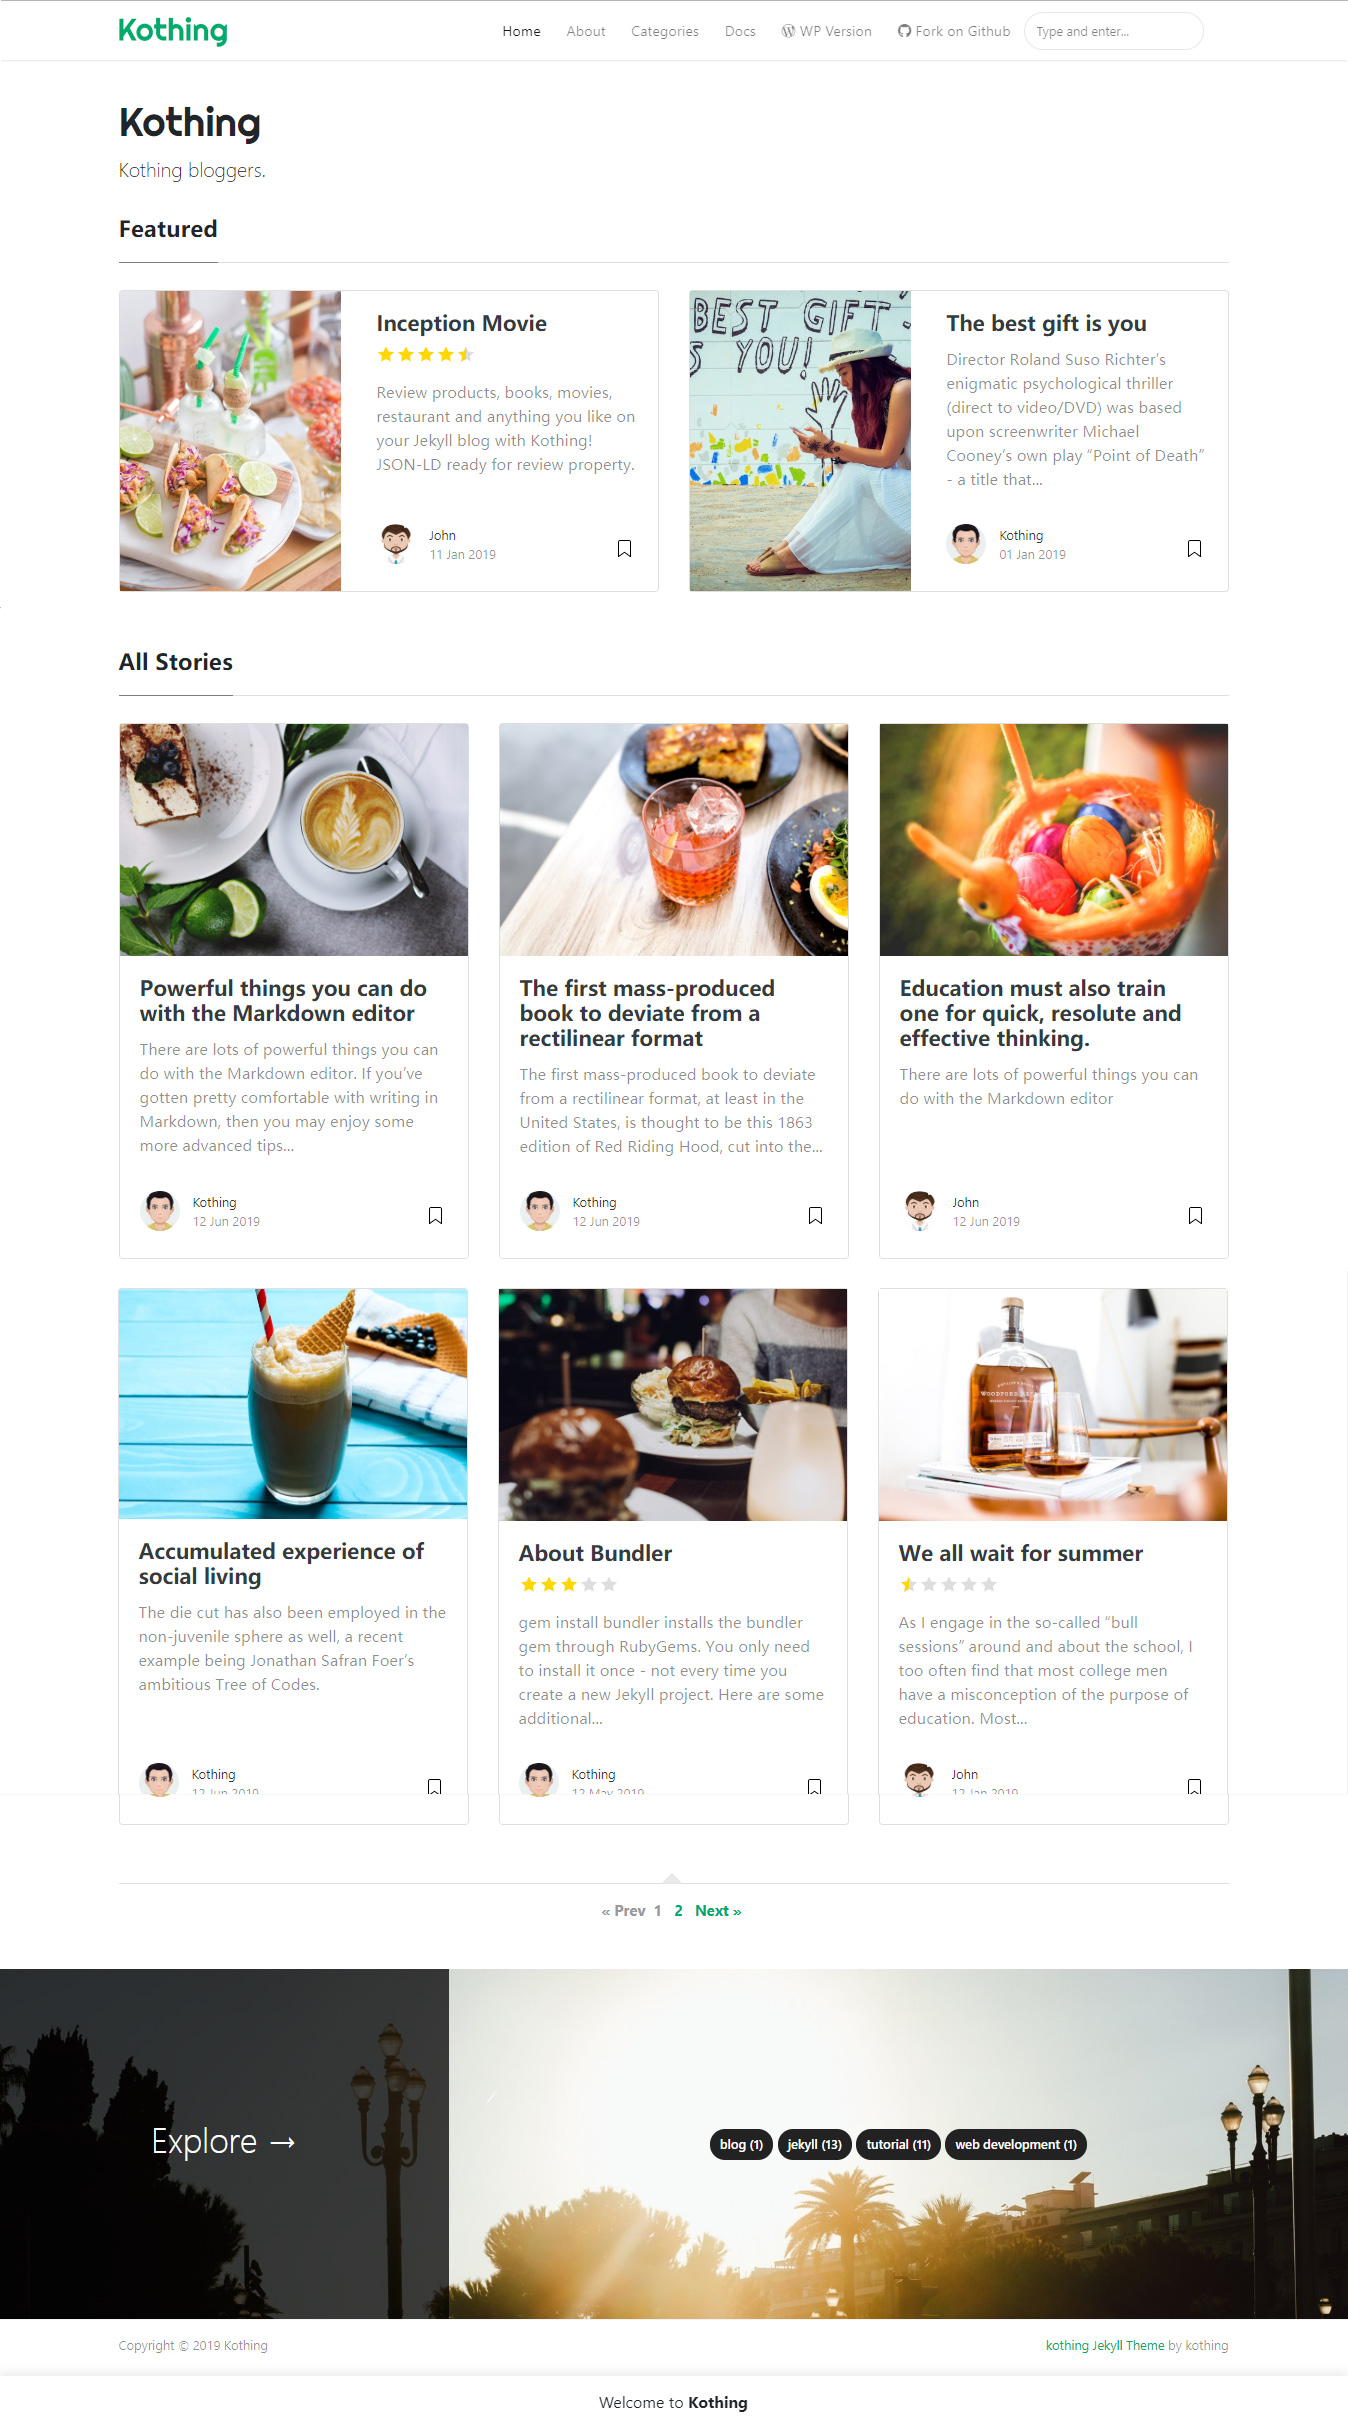 Kothing
Home About Categories Docs WP Version Fork on Github Type and enter...
Kothing
Kothing bloggers.
Featured
BEST GIFT
S YOU!
Inception Movie
Review products, books, movies,
restaurant and anything you like on
your Jekyll blog with Kothing!
JSON-LD ready for review property.
John
11 Jan 2019
The best gift is you
Director Roland Suso Richter’s
enigmatic psychological thriller
(direct to video/DVD) was based
upon screenwriter Michael
Cooney’s own play “Point of Death”
- a title that...
Kothing
01 Jan 2019
All Stories
Powerful things you can do
with the Markdown editor
There are lots of powerful things you can
do with the Markdown editor. If you’ve
gotten pretty comfortable with writing in
Markdown, then you may enjoy some
more advanced tips...
Kothing
12 Jun 2019
The first mass-produced
book to deviate from a
rectilinear format
The first mass-produced book to deviate
from a rectilinear format, at least in the
United States, is thought to be this 1863
edition of Red Riding Hood, cut into the...
Kothing
12 Jun 2019
Education must also train
one for quick, resolute and
effective thinking.
There are lots of powerful things you can
do with the Markdown editor
John
12 Jun 2019
Accumulated experience of
social living
The die cut has also been employed in the
non-juvenile sphere as well, a recent
example being Jonathan Safran Foer’s
ambitious Tree of Codes.
Kothing
12 Jun 2019
About Bundler
gem install bundler installs the bundler
gem through RubyGems. You only need
to install it once - not every time you
create a new Jekyll project. Here are some
additional...
Kothing
12 May 2019
WOODFORD
We all wait for summer
As I engage in the so-called “bull
sessions” around and about the school, I
too often find that most college men
have a misconception of the purpose of
education. Most...
John
12 Jan 2019
« Prev 1 2 Next »
Explore →
blog (1) jekyll (13) tutorial (11) web development (1)
PLAZA
Copyright © 2019 Kothing
kothing Jekyll Theme by kothing
Welcome to Kothing